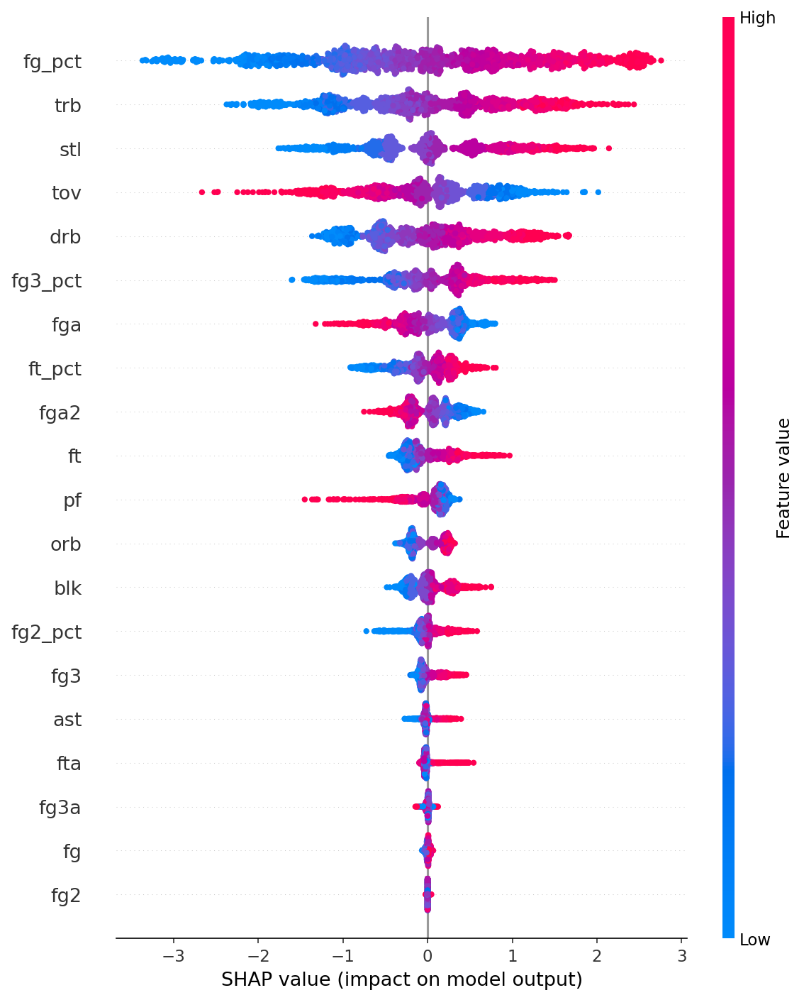 High
fg_pct
trb
stl
tov
drb
fg3_pct
fga
ft_pct
fga2
ft
pf
orb
blk
fg2_pct
fg3
ast
fta
fg3a
fg
fg2
Feature value
Low
−3 −2 −1 0 1 2 3
SHAP value (impact on model output)